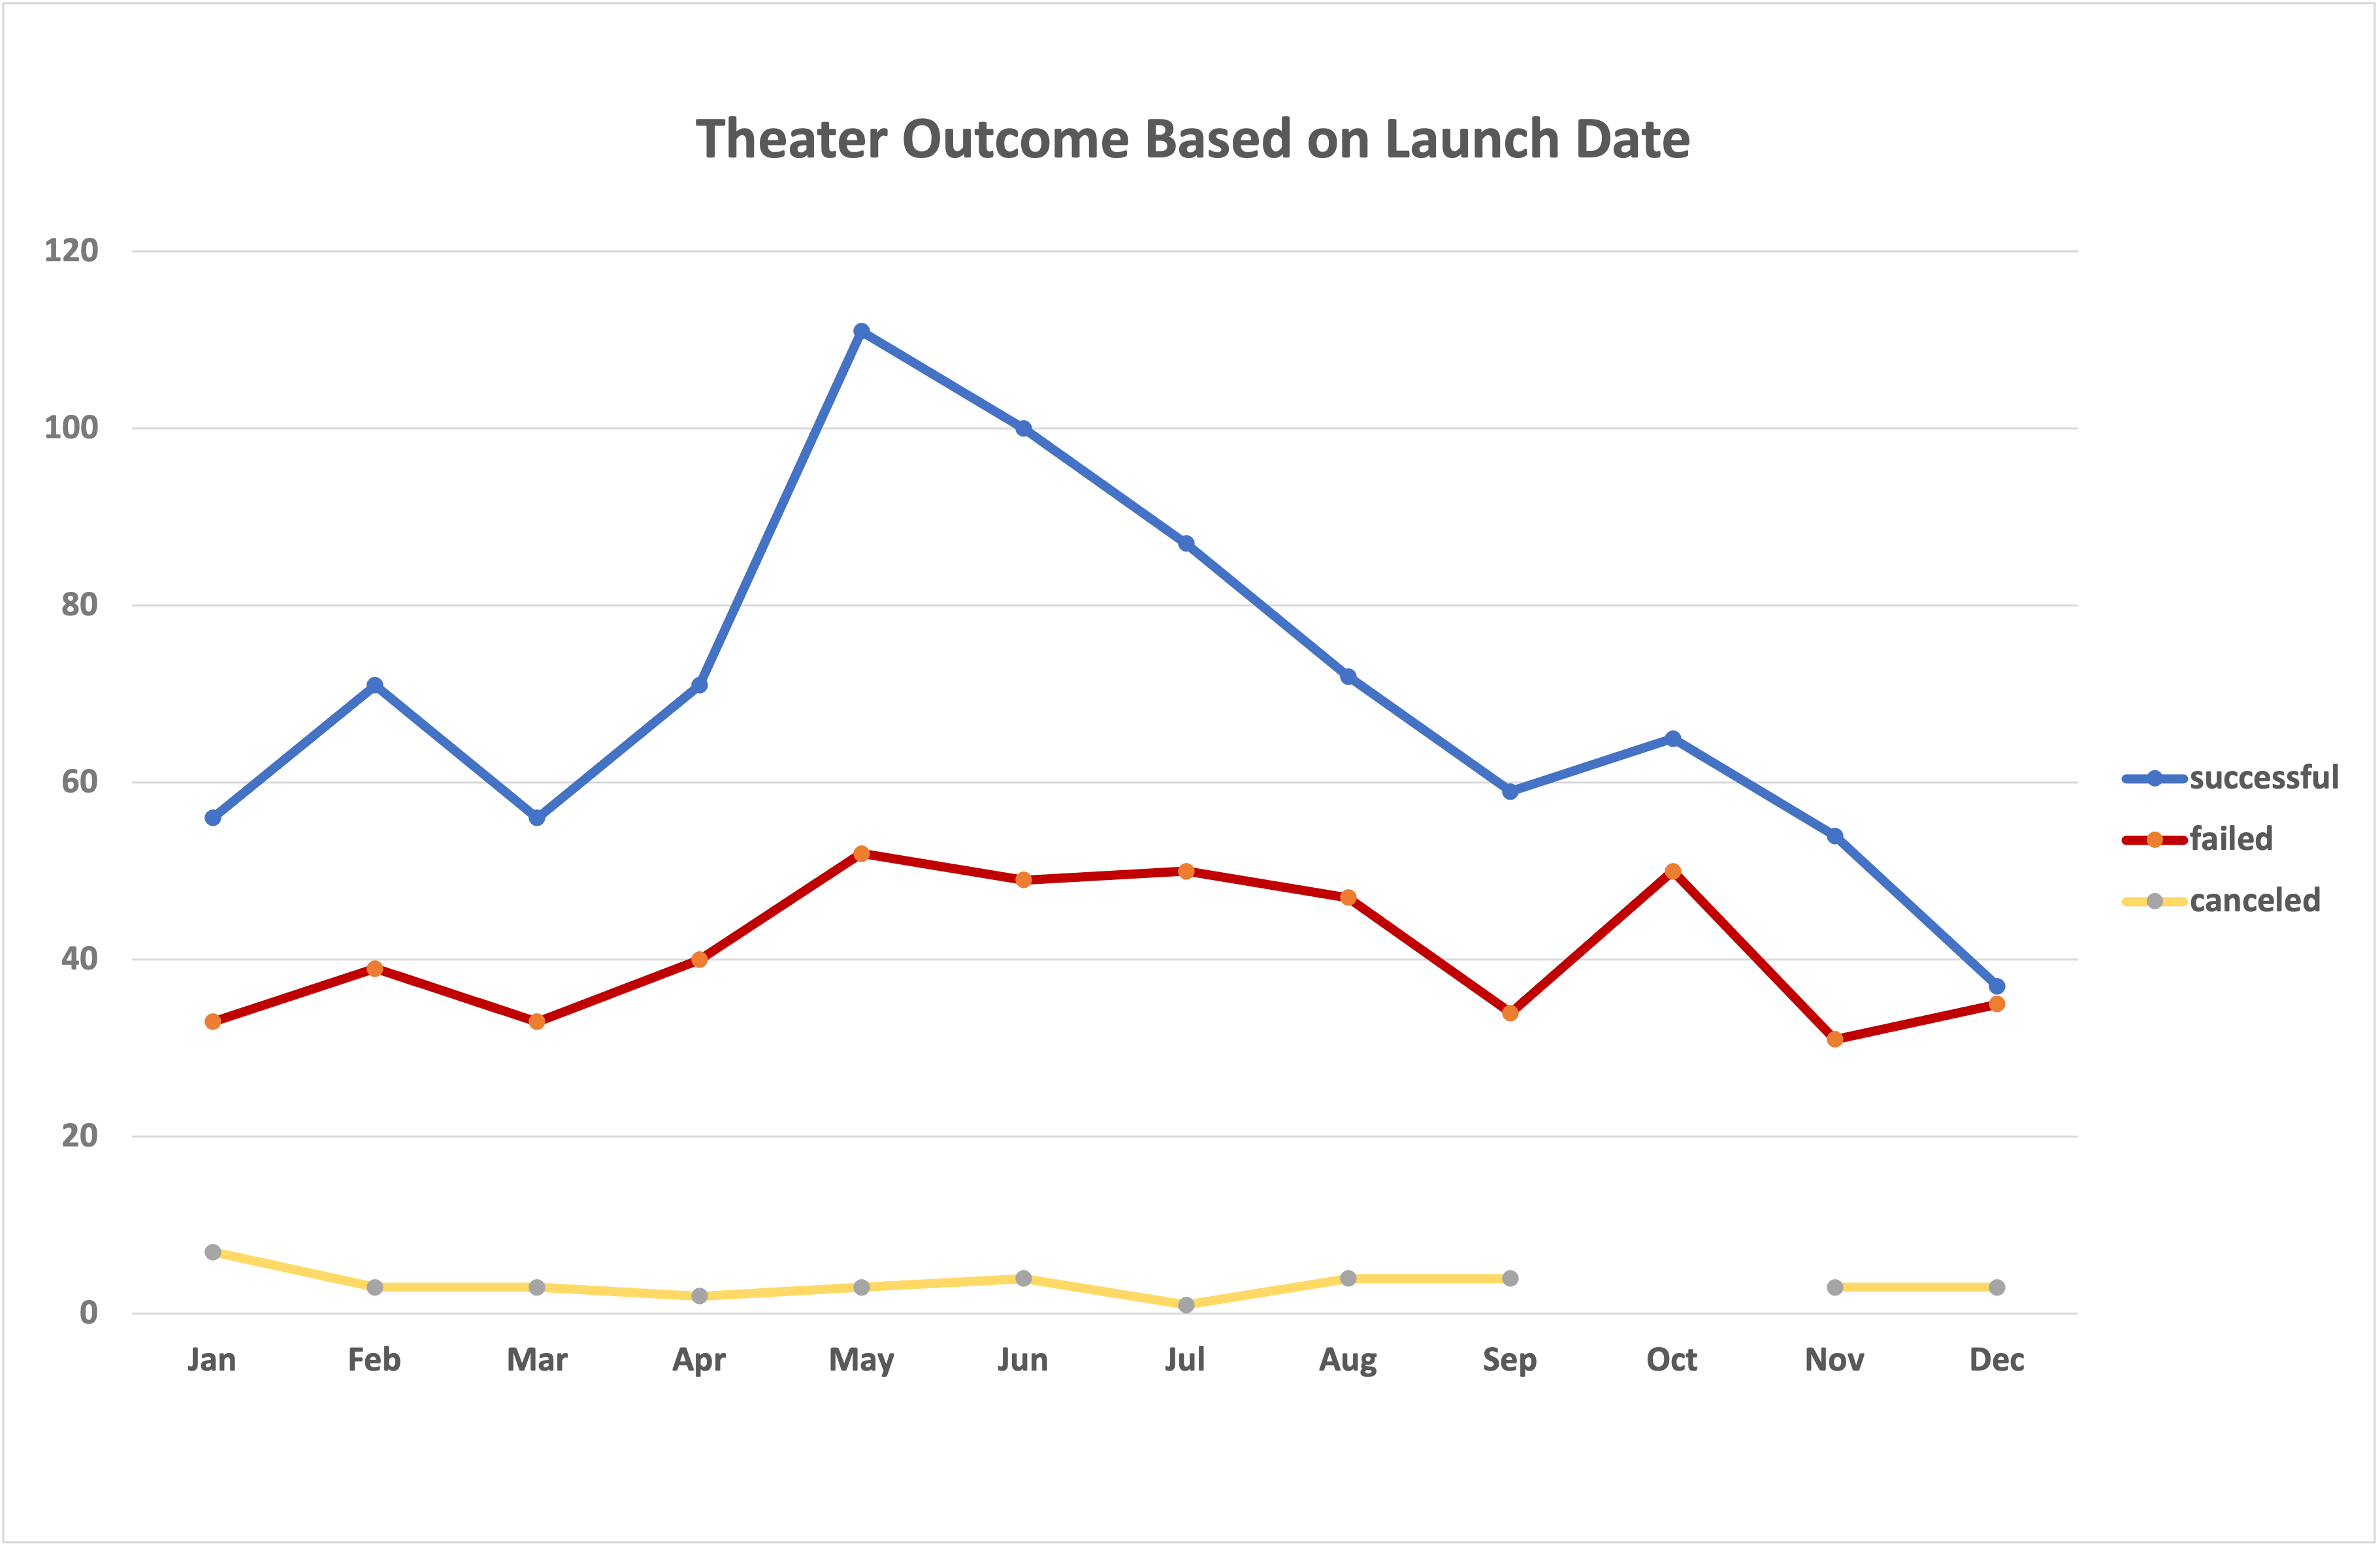 Theater Outcome Based on Launch Date
120
100
80
60
40
20
0
Jan Feb Mar Apr May Jun Jul Aug Sep Oct Nov Dec
successful
failed
canceled